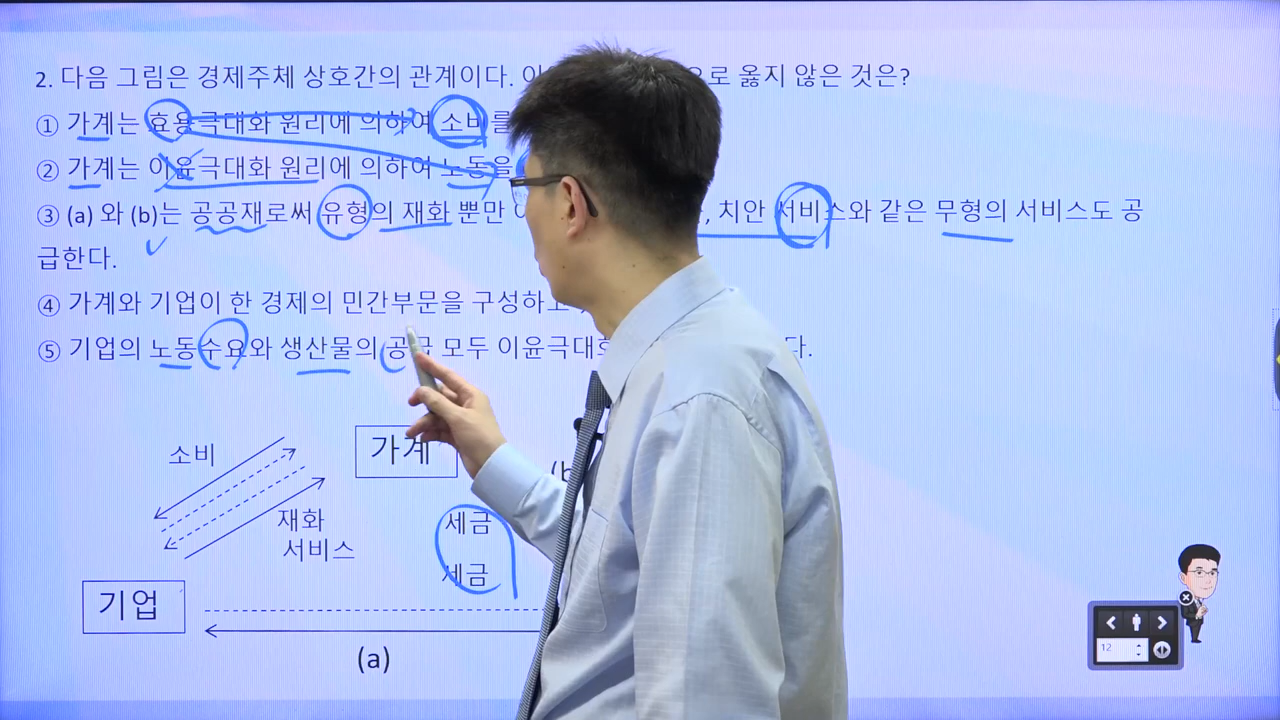 2. 다음 그림은 경제주체 상호간의 관계이다. 으로 옳지 않은 것은?
① 가계는 효용극대화 원리에 의하여 소비를
② 가계는 이윤극대화 원리에 의하여 노동을
③ (a) 와 (b)는 공공재로써 유형의 재화 뿐만 , 치안 서비스와 같은 무형의 서비스도 공
급한다.
④ 가계와 기업이 한 경제의 민간부문을 구성하고
⑤ 기업의 노동수요와 생산물의 공급 모두 이윤극대화 다.
소비
가계
(b
재화
서비스
세금
세금
기업
(a)
12